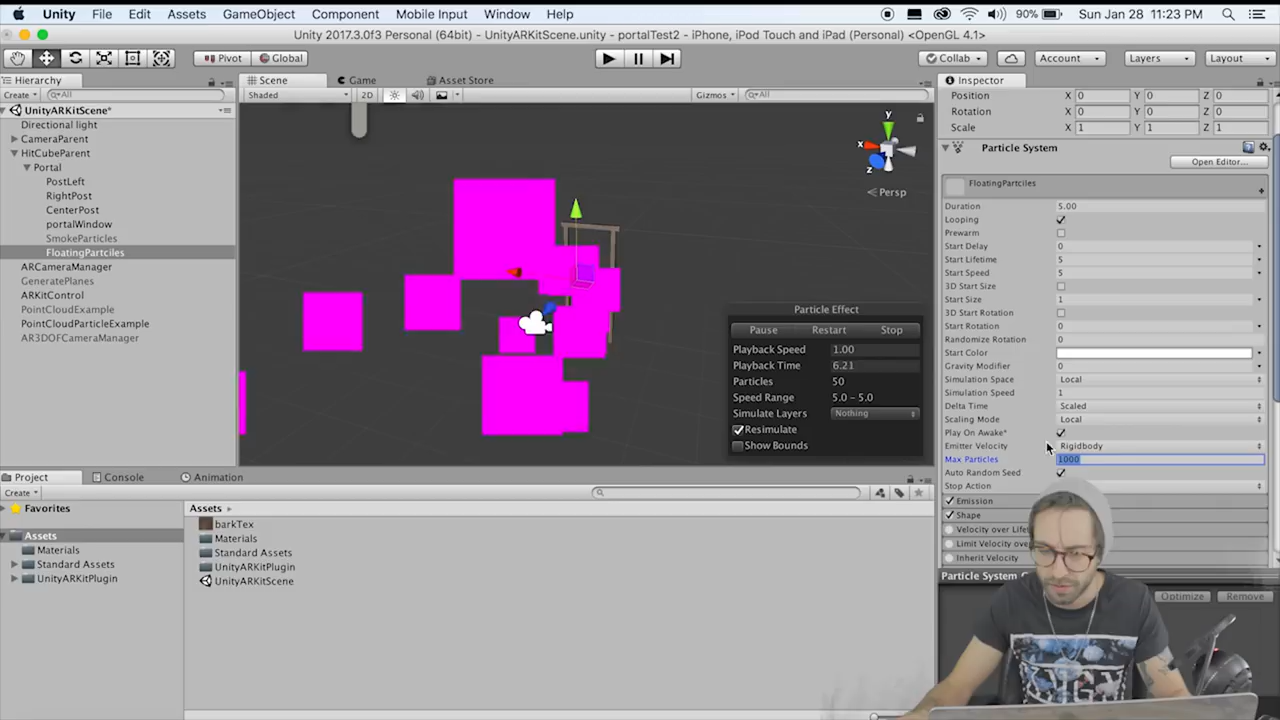 Unity File Edit Assets GameObject Component Mobile Input Window Help 90% Sun Jan 28 11:23 PM
Unity 2017.3.0f3 Personal (64bit) - UnityARKitScene.unity - portalTest2 - iPhone, iPod Touch and iPad (Personal) <OpenGL 4.1>
Pivot Global Collab Account Layers Layout
Hierarchy
Create All
UnityARKitScene*
Directional light
CameraParent
HitCubeParent
Portal
PostLeft
RightPost
CenterPost
portalWindow
SmokeParticles
FloatingPartciles
ARCameraManager
GeneratePlanes
ARKitControl
PointCloudExample
PointCloudParticleExample
AR3DOFCameraManager
Scene Game Asset Store
Shaded 2D Gizmos All
y
x
z
Persp
Particle Effect
Pause Restart Stop
Playback Speed 1.00
Playback Time 6.21
Particles 50
Speed Range 5.0 - 5.0
Simulate Layers Nothing
Resimulate
Show Bounds
Inspector
Position X 0 Y 0 Z 0
Rotation X 0 Y 0 Z 0
Scale X 1 Y 1 Z 1
Particle System
Open Editor...
FloatingPartciles
Duration 5.00
Looping
Prewarm
Start Delay 0
Start Lifetime 5
Start Speed 5
3D Start Size
Start Size 1
3D Start Rotation
Start Rotation 0
Randomize Rotation 0
Start Color
Gravity Modifier 0
Simulation Space Local
Simulation Speed 1
Delta Time Scaled
Scaling Mode Local
Play On Awake*
Emitter Velocity Rigidbody
Max Particles 1000
Auto Random Seed
Stop Action
Emission
Shape
Velocity over
Limit Velocity
Inherit Velocity
Particle System
Optimize Remove
Project Console Animation
Create
Favorites
Assets
Materials
Standard Assets
UnityARKitPlugin
Assets
barkTex
Materials
Standard Assets
UnityARKitPlugin
UnityARKitScene